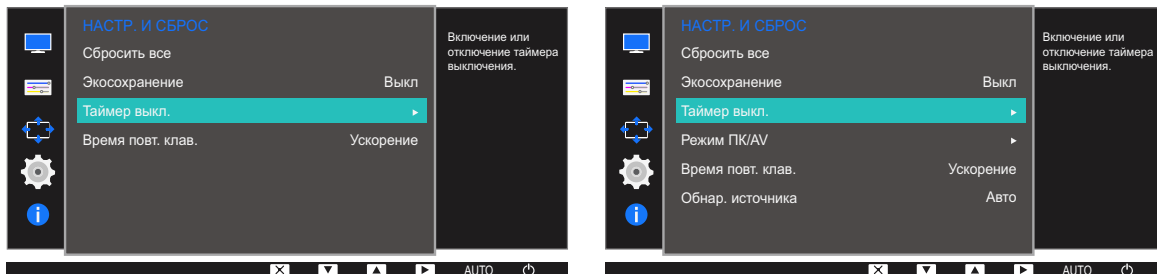 НАСТР. И СБРОС
Сбросить все
Экосохранение Выкл
Таймер выкл.
Время повт. клав. Ускорение
Включение или
отключение таймера
выключения.
AUTO
НАСТР. И СБРОС
Сбросить все
Экосохранение Выкл
Таймер выкл.
Режим ПК/AV
Время повт. клав. Ускорение
Обнар. источника Авто
Включение или
отключение таймера
выключения.
AUTO